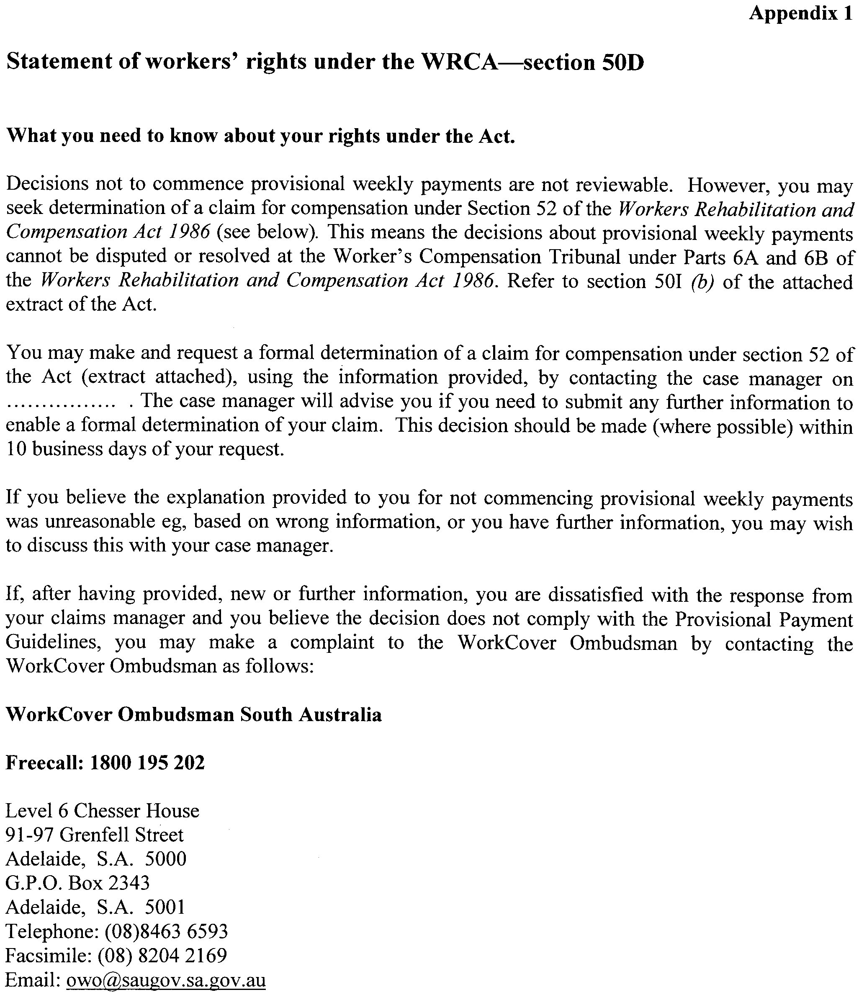 Appendix 1
Statement of workers’ rights under the WRCA—section 50D
What you need to know about your rights under the Act.
Decisions not to commence provisional weekly payments are not reviewable. However, you may
seek determination of a claim for compensation under Section 52 of the Workers Rehabilitation and
Compensation Act 1986 (see below). This means the decisions about provisional weekly payments
cannot be disputed or resolved at the Worker’s Compensation Tribunal under Parts 6A and 6B of
the Workers Rehabilitation and Compensation Act 1986. Refer to section 50I (b) of the attached
extract of the Act.
You may make and request a formal determination of a claim for compensation under section 52 of
the Act (extract attached), using the information provided, by contacting the case manager on
................ . The case manager will advise you if you need to submit any further information to
enable a formal determination of your claim. This decision should be made (where possible) within
10 business days of your request.
If you believe the explanation provided to you for not commencing provisional weekly payments
was unreasonable eg, based on wrong information, or you have further information, you may wish
to discuss this with your case manager.
If, after having provided, new or further information, you are dissatisfied with the response from
your claims manager and you believe the decision does not comply with the Provisional Payment
Guidelines, you may make a complaint to the WorkCover Ombudsman by contacting the
WorkCover Ombudsman as follows:
WorkCover Ombudsman South Australia
Freecall: 1800 195 202
Level 6 Chesser House
91-97 Grenfell Street
Adelaide, S.A. 5000
G.P.O. Box 2343
Adelaide, S.A. 5001
Telephone: (08)8463 6593
Facsimile: (08) 8204 2169
Email: owo@saugov.sa.gov.au